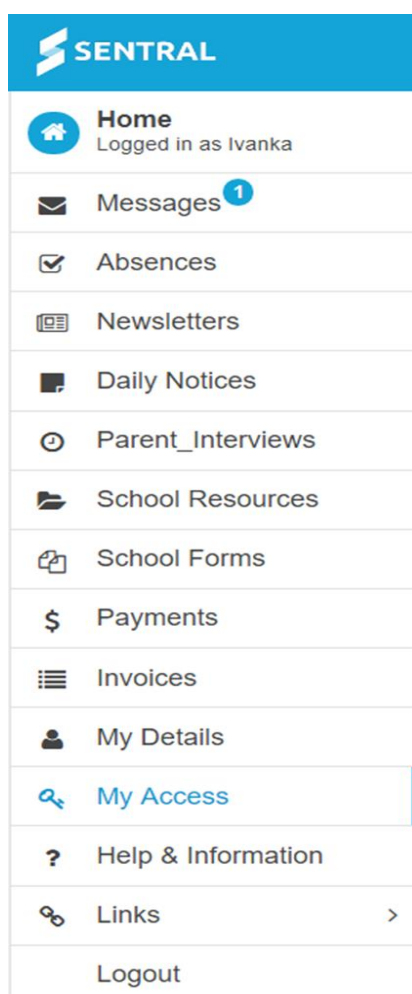 SENTRAL
Home
Logged in as Ivanka
Messages 1
Absences
Newsletters
Daily Notices
Parent_Interviews
School Resources
School Forms
$ Payments
Invoices
My Details
My Access
? Help & Information
Links >
Logout